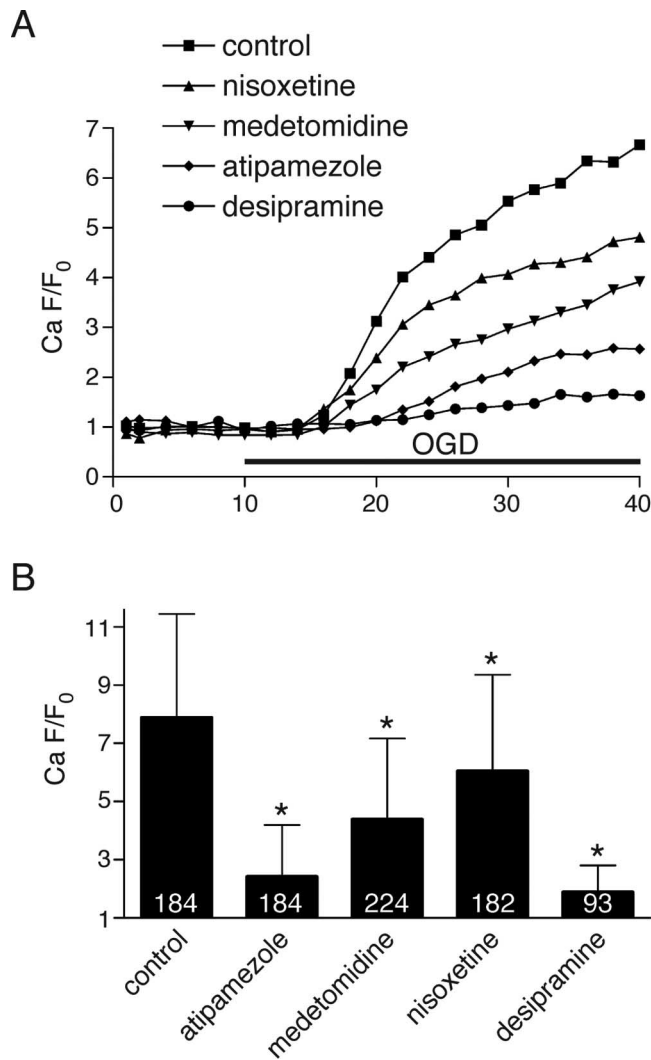 A
control
nisoxetine
medetomidine
atipamezole
desipramine
7
6
5
4
3
2
1
0
Ca F/F0
OGD
0 10 20 30 40
B
11
9
7
5
3
1
Ca F/F0
* * * *
184 184 224 182 93
control
atipamezole
medetomidine
nisoxetine
desipramine